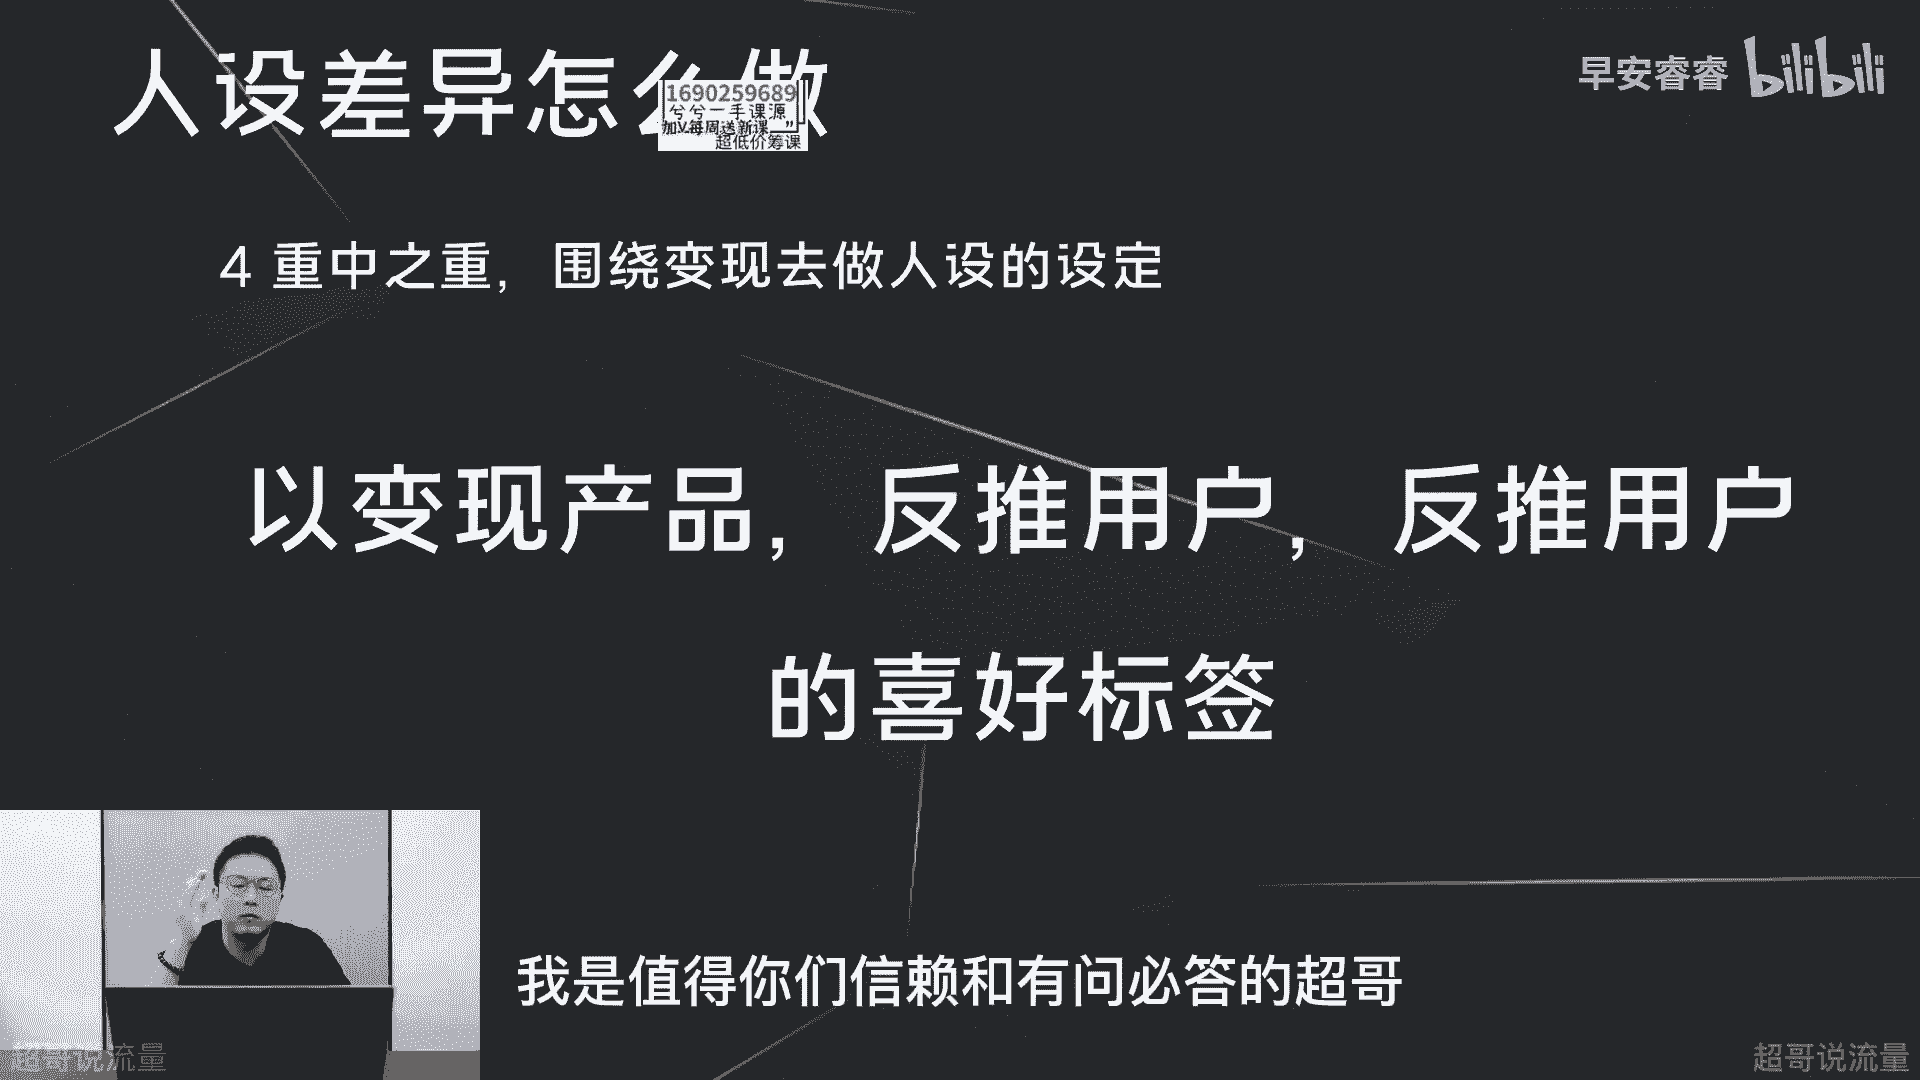 人设差异怎么做
1690259689
兮兮一手课源
加V每周送新课
超低价筹课
早安睿睿 bilibili
4 重中之重，围绕变现去做人设的设定
以变现产品，反推用户，反推用户
的喜好标签
我是值得你们信赖和有问必答的超哥
超哥说流量
超哥说流量